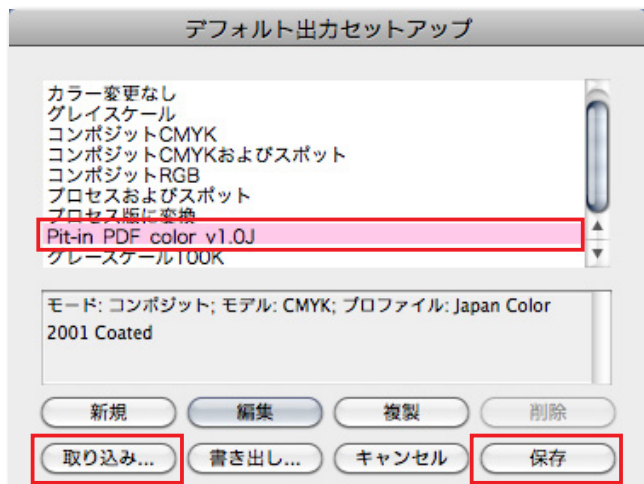 デフォルト出力セットアップ
カラー変更なし
グレイスケール
コンポジットCMYK
コンポジットCMYKおよびスポット
コンポジットRGB
プロセスおよびスポット
プロセス版に変換
Pit-in PDF color v1.0J
グレースケール100K
モード: コンポジット; モデル: CMYK; プロファイル: Japan Color
2001 Coated
新規 編集 複製 削除
取り込み... 書き出し... キャンセル 保存